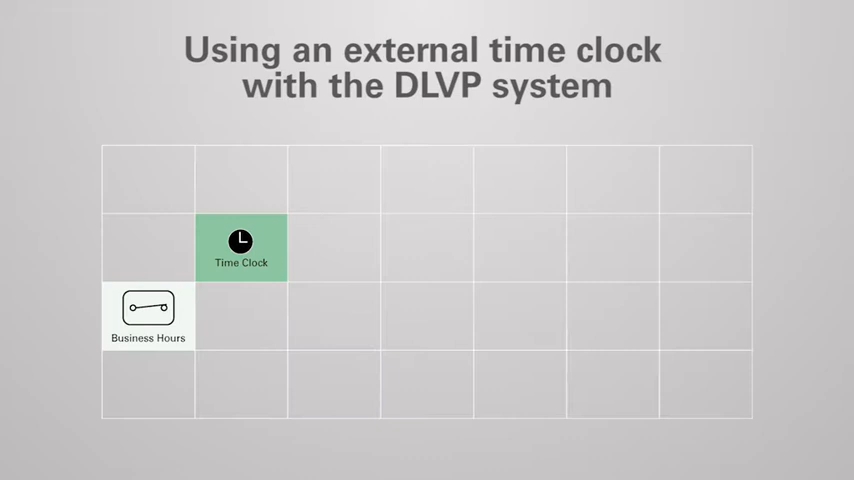 Using an external time clock
with the DLVP system
Time Clock
Business Hours